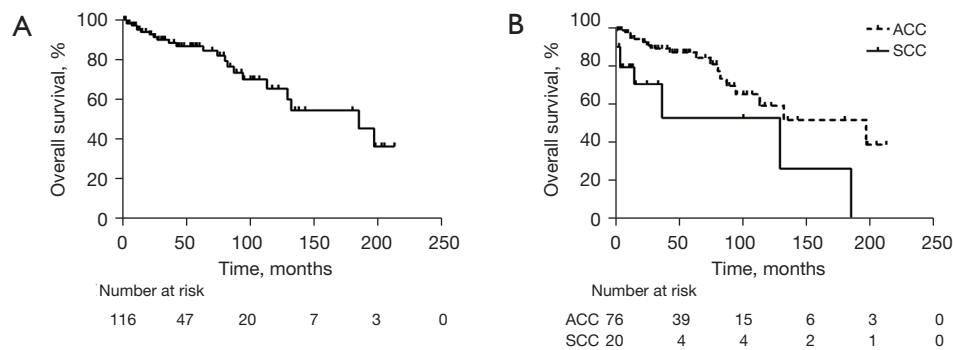 A
Overall survival, %
100
80
60
40
20
0
0 50 100 150 200 250
Time, months
Number at risk
116 47 20 7 3 0
B
ACC
SCC
Overall survival, %
100
80
60
40
20
0
0 50 100 150 200 250
Time, months
Number at risk
ACC 76 39 15 6 3 0
SCC 20 4 4 2 1 0